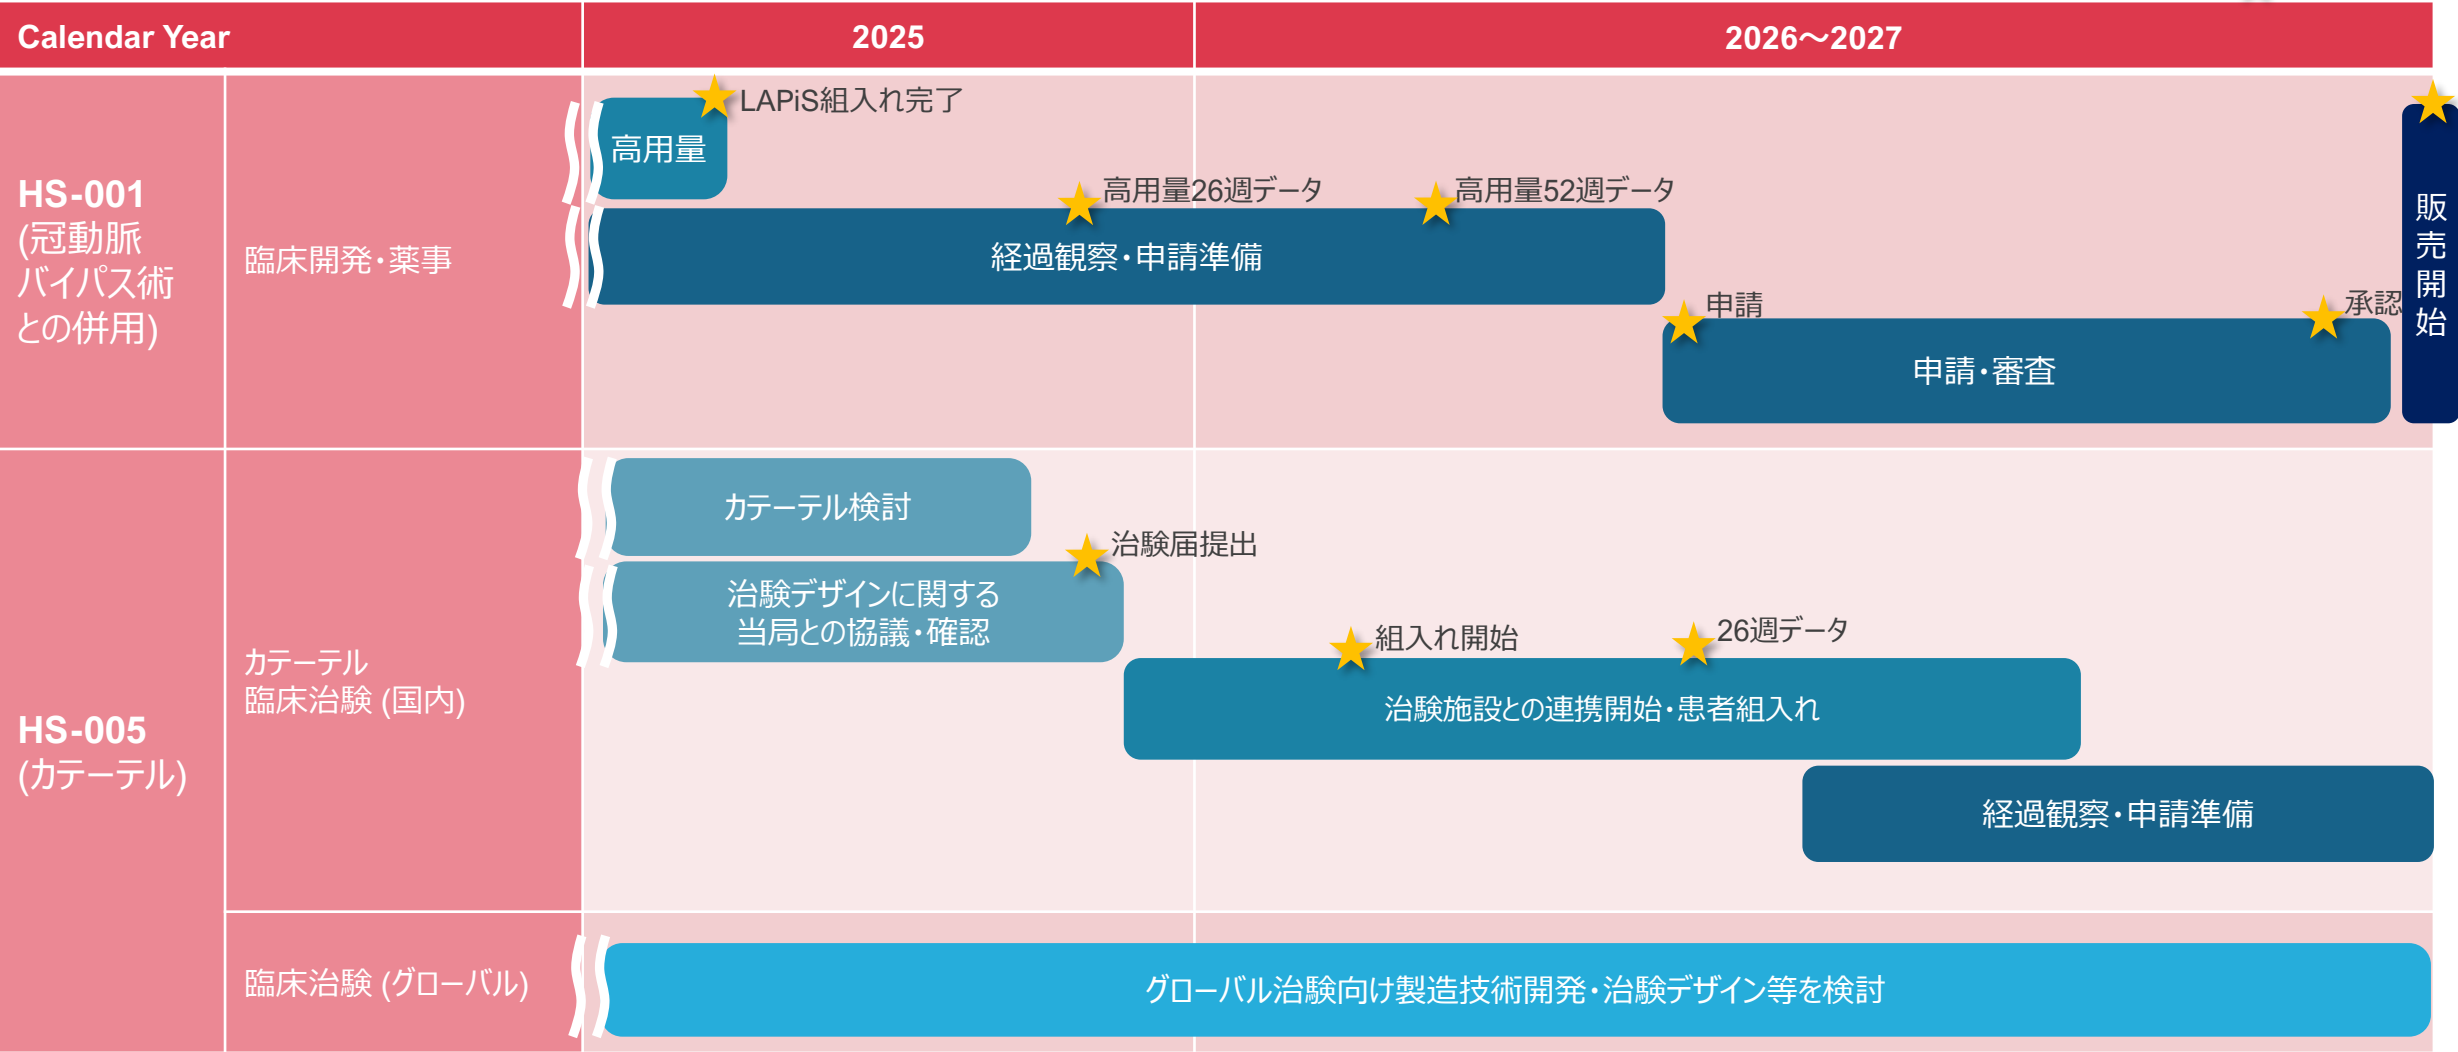 Calendar Year
2025
2026～2027
HS-001
(冠動脈
バイパス術
との併用)
臨床開発・薬事
LAPiS組入れ完了
高用量
高用量26週データ
高用量52週データ
経過観察・申請準備
申請
承認
申請・審査
販
売
開
始
HS-005
(カテーテル)
カテーテル
臨床治験 (国内)
カテーテル検討
治験届提出
治験デザインに関する
当局との協議・確認
組入れ開始
26週データ
治験施設との連携開始・患者組入れ
経過観察・申請準備
臨床治験 (グローバル)
グローバル治験向け製造技術開発・治験デザイン等を検討